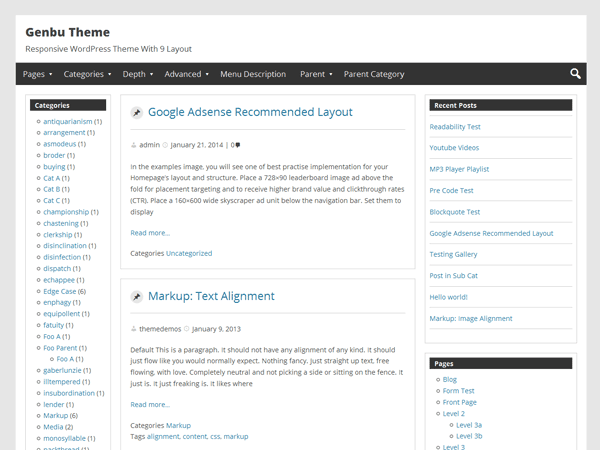 Genbu Theme
Responsive WordPress Theme With 9 Layout
Pages Categories Depth Advanced Menu Description Parent Parent Category
Categories
antiquarianism (1)
arrangement (1)
asmodeus (1)
broder (1)
buying (1)
Cat A (1)
Cat B (1)
Cat C (1)
championship (1)
chastening (1)
clerkship (1)
disinclination (1)
disinfection (1)
dispatch (1)
echappee (1)
Edge Case (6)
enphagy (1)
equipollent (1)
fatuity (1)
Foo A (1)
Foo Parent (1)
Foo A (1)
gaberlunzie (1)
illtempered (1)
insubordination (1)
lender (1)
Markup (6)
Media (2)
monosyllable (1)
packthread (1)
Google Adsense Recommended Layout
admin January 21, 2014 | 0
In the examples image, you will see one of best practise implementation for your
Homepage's layout and structure. Place a 728×90 leaderboard image ad above the
fold for placement targeting and to receive higher brand value and clickthrough rates
(CTR). Place a 160×600 wide skyscraper ad unit below the navigation bar. Set them to
display
Read more...
Categories Uncategorized
Markup: Text Alignment
themedemos January 9, 2013
Default This is a paragraph. It should not have any alignment of any kind. It should
just flow like you would normally expect. Nothing fancy. Just straight up text, free
flowing, with love. Completely neutral and not picking a side or sitting on the fence. It
just is. It just freaking is. It likes where
Read more...
Categories Markup
Tags alignment, content, css, markup
Recent Posts
Readability Test
Youtube Videos
MP3 Player Playlist
Pre Code Test
Blockquote Test
Google Adsense Recommended Layout
Testing Gallery
Post in Sub Cat
Hello world!
Markup: Image Alignment
Pages
Blog
Form Test
Front Page
Level 2
Level 3a
Level 3b
Level 3